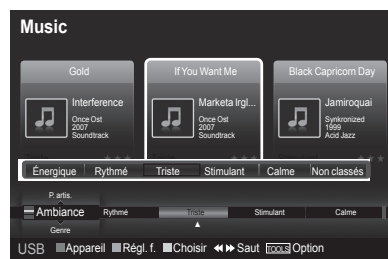 Music
Gold
If You Want Me
Black Capricorn Day
Interference
Once Ost
2007
Soundtrack
Marketa Irgl...
Once Ost
2007
Soundtrack
Jamiroquai
Synkronized
1999
Acid Jazz
Énergique Rythmé Triste Stimulant Calme Non classés
P. artis.
Ambiance Rythmé Triste Stimulant Calme
Genre
USB Appareil Régl. f. Choisir Saut TOOLS Option